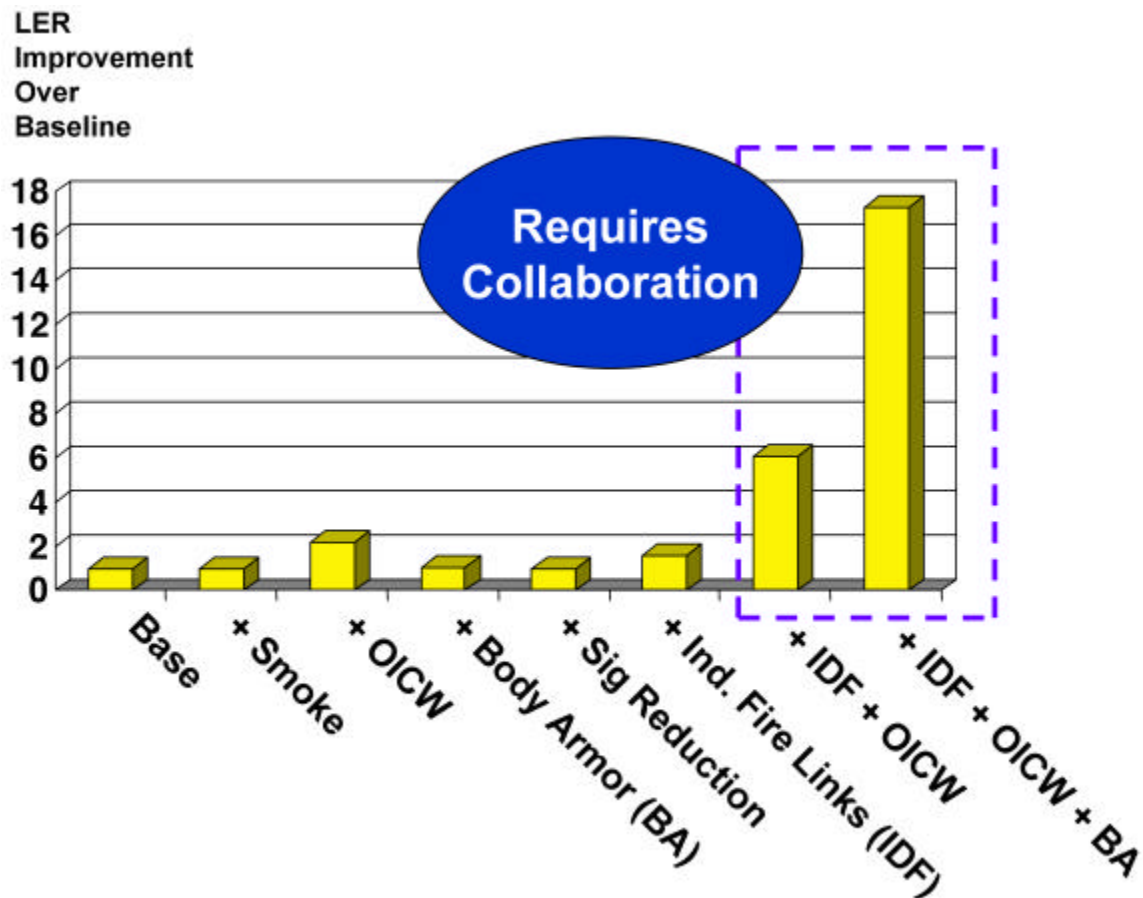 LER
Improvement
Over
Baseline
Requires
Collaboration
18
16
14
12
10
8
6
4
2
0
Base
+ Smoke
+ OICW
+ Body Armor (BA)
+ Sig Reduction
+ Ind. Fire Links (IDF)
+ IDF + OICW
+ IDF + OICW + BA